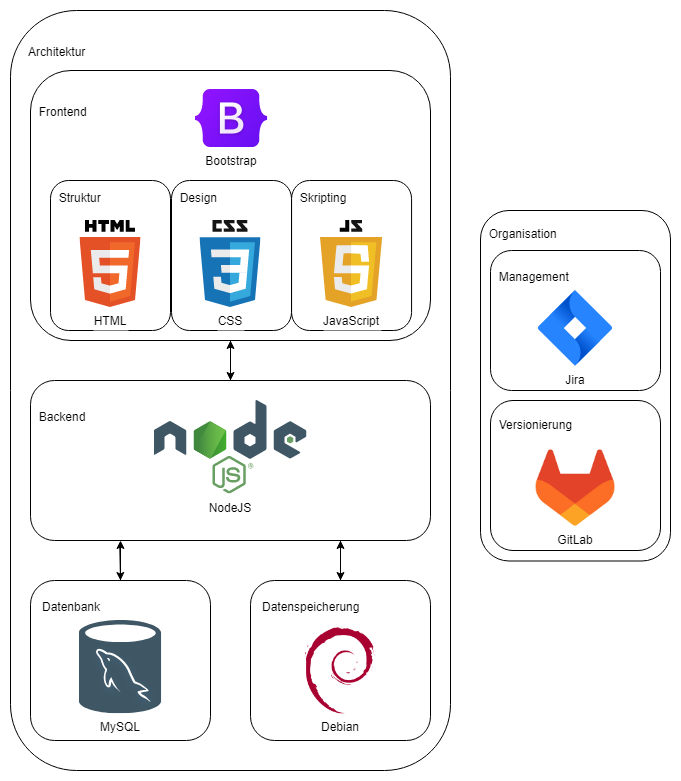 Architektur
Frontend
B
Bootstrap
Struktur
HTML
5
HTML
Design
CSS
3
CSS
Skripting
JS
5
JavaScript
Backend
node
JS®
NodeJS
Datenbank
MySQL
Datenspeicherung
Debian
Organisation
Management
Jira
Versionierung
GitLab